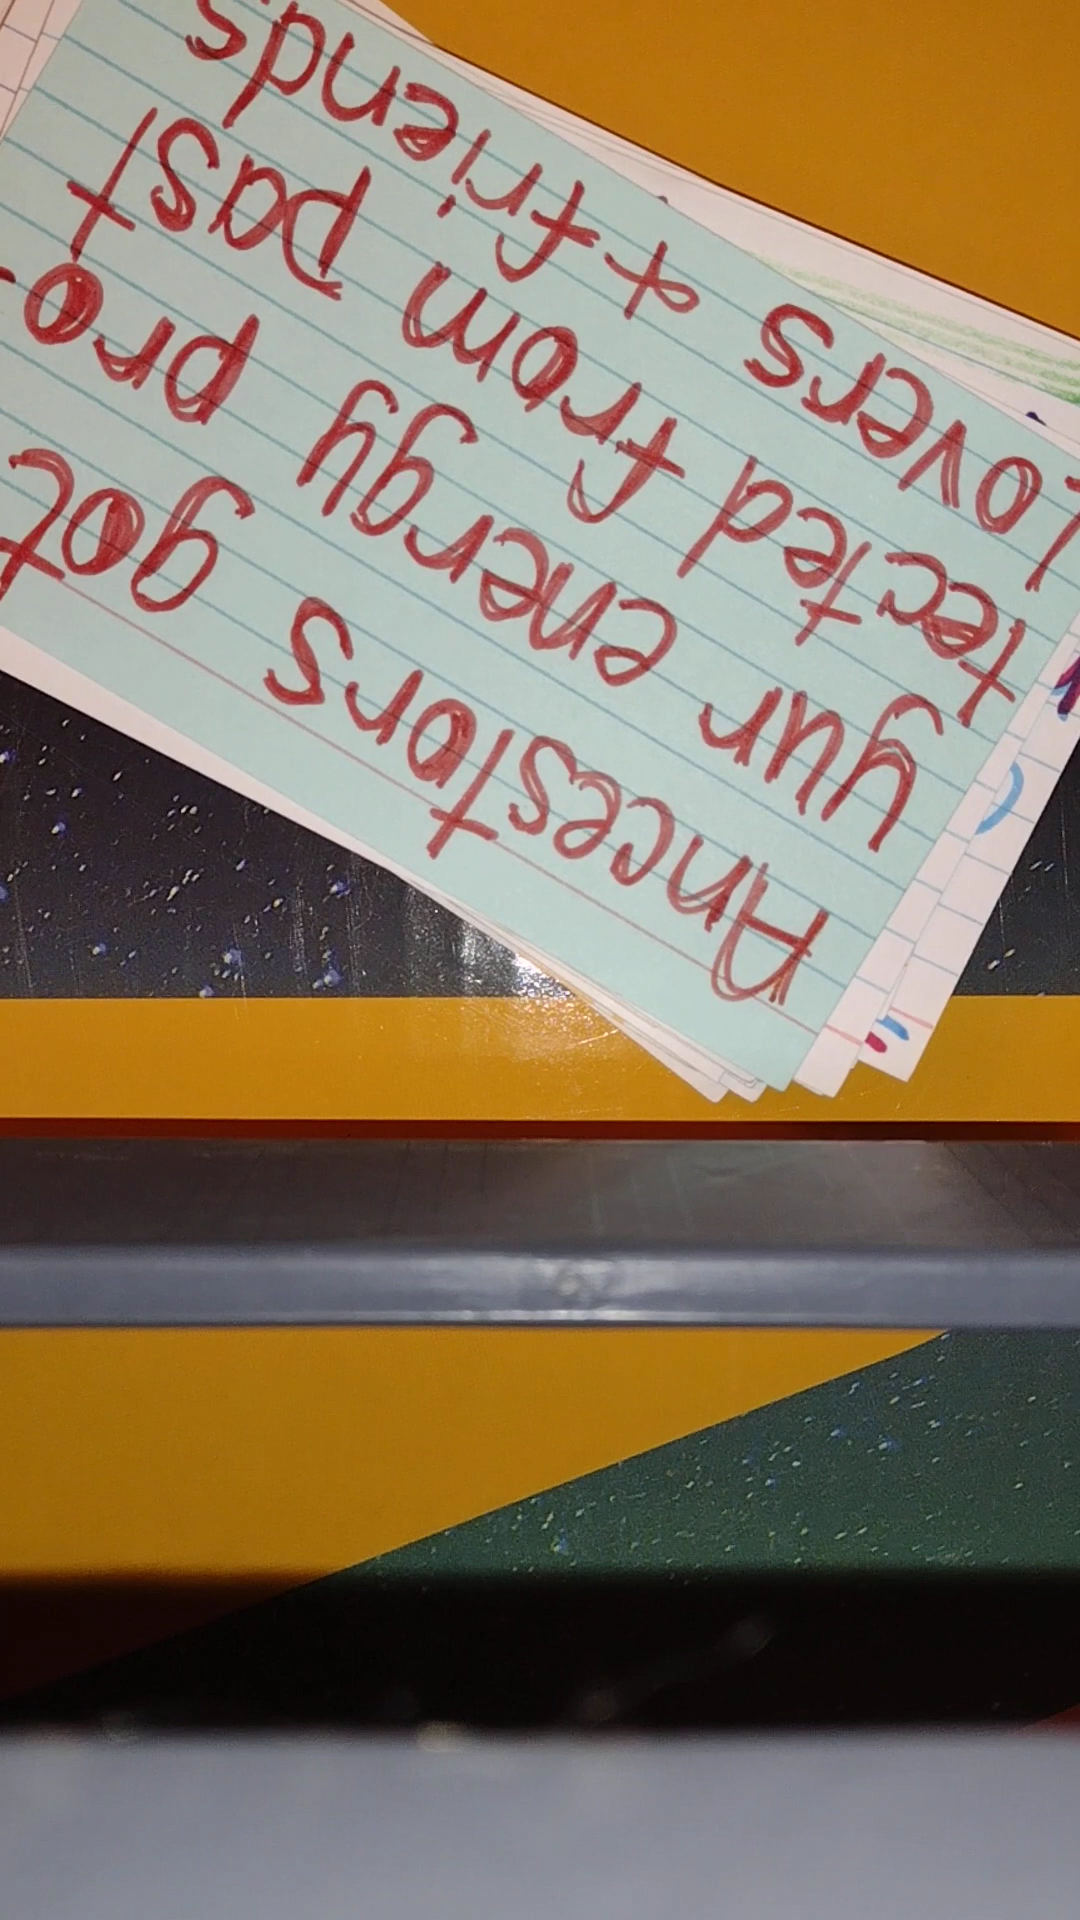 Ancestors got
yur energy pro-
tected from past
Lovers & friends